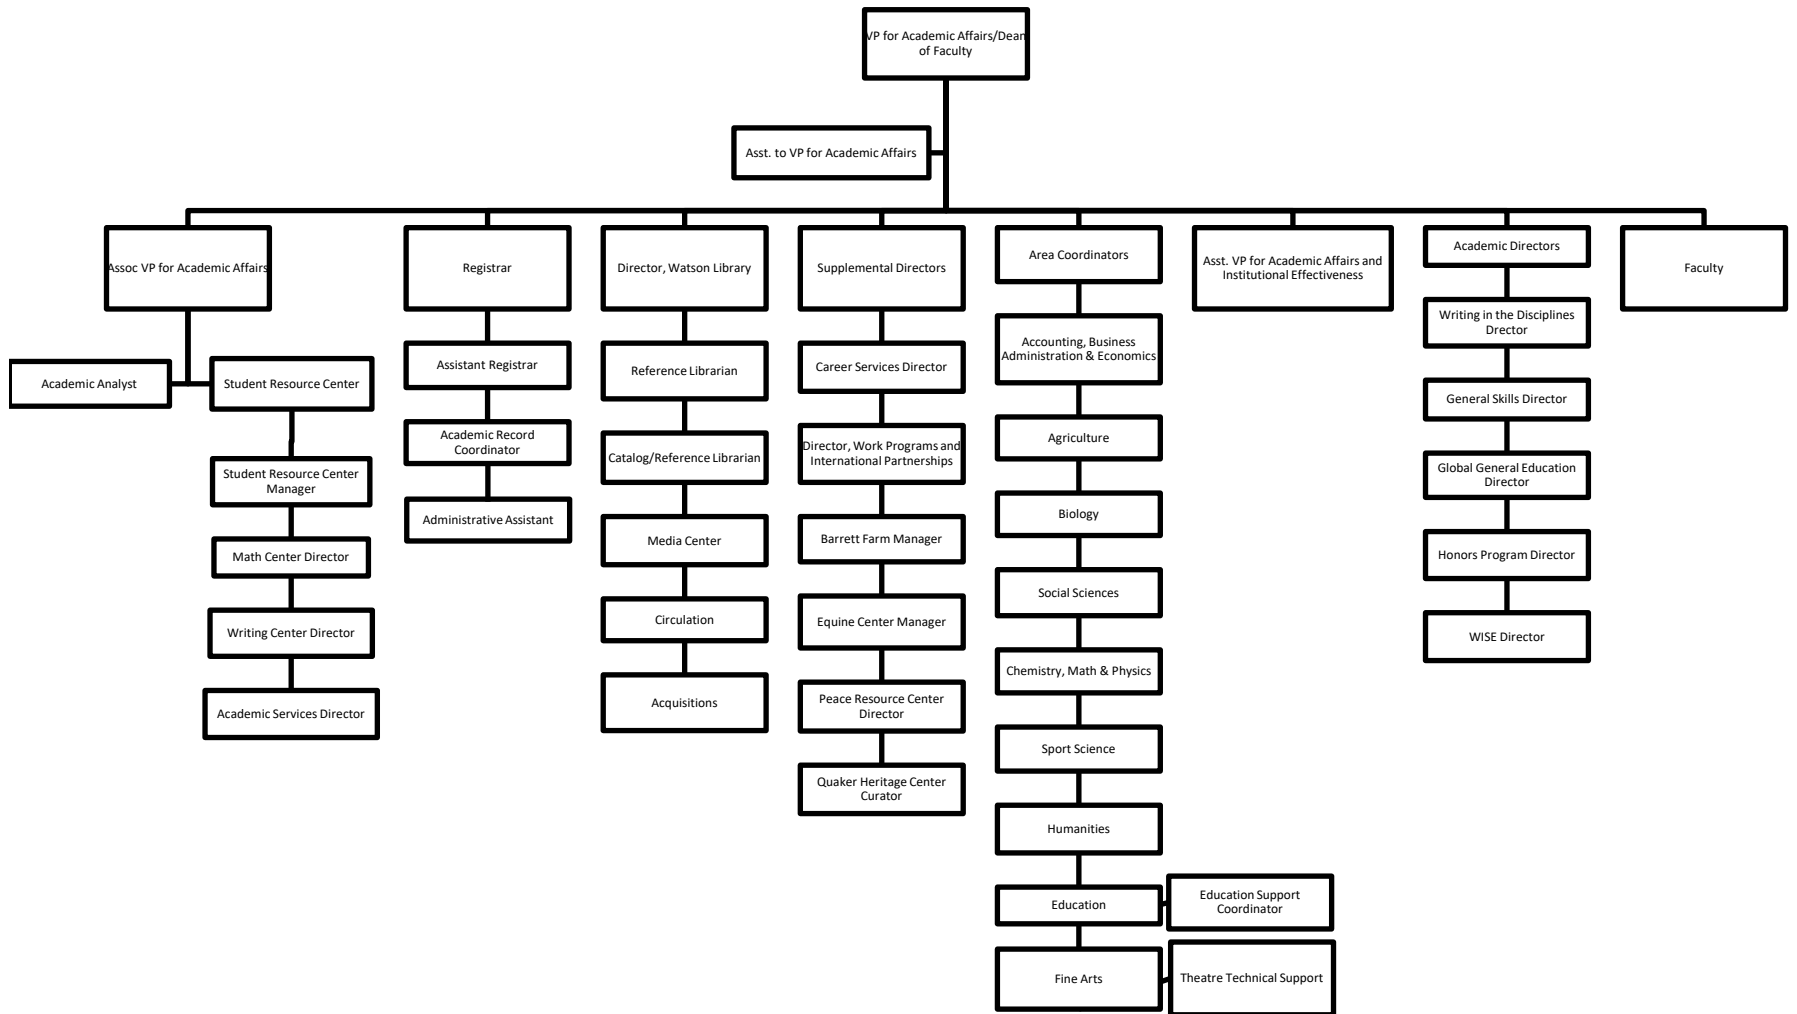 VP for Academic Affairs/Dean
of Faculty
Asst. to VP for Academic Affairs
Assoc VP for Academic Affairs
Academic Analyst
Student Resource Center
Student Resource Center
Manager
Math Center Director
Writing Center Director
Academic Services Director
Registrar
Assistant Registrar
Academic Record
Coordinator
Administrative Assistant
Director, Watson Library
Reference Librarian
Catalog/Reference Librarian
Media Center
Circulation
Acquisitions
Supplemental Directors
Career Services Director
Director, Work Programs and
International Partnerships
Barrett Farm Manager
Equine Center Manager
Peace Resource Center
Director
Quaker Heritage Center
Curator
Area Coordinators
Accounting, Business
Administration & Economics
Agriculture
Biology
Social Sciences
Chemistry, Math & Physics
Sport Science
Humanities
Education
Education Support
Coordinator
Fine Arts
Theatre Technical Support
Asst. VP for Academic Affairs and
Institutional Effectiveness
Academic Directors
Writing in the Disciplines
Drector
General Skills Director
Global General Education
Director
Honors Program Director
WISE Director
Faculty